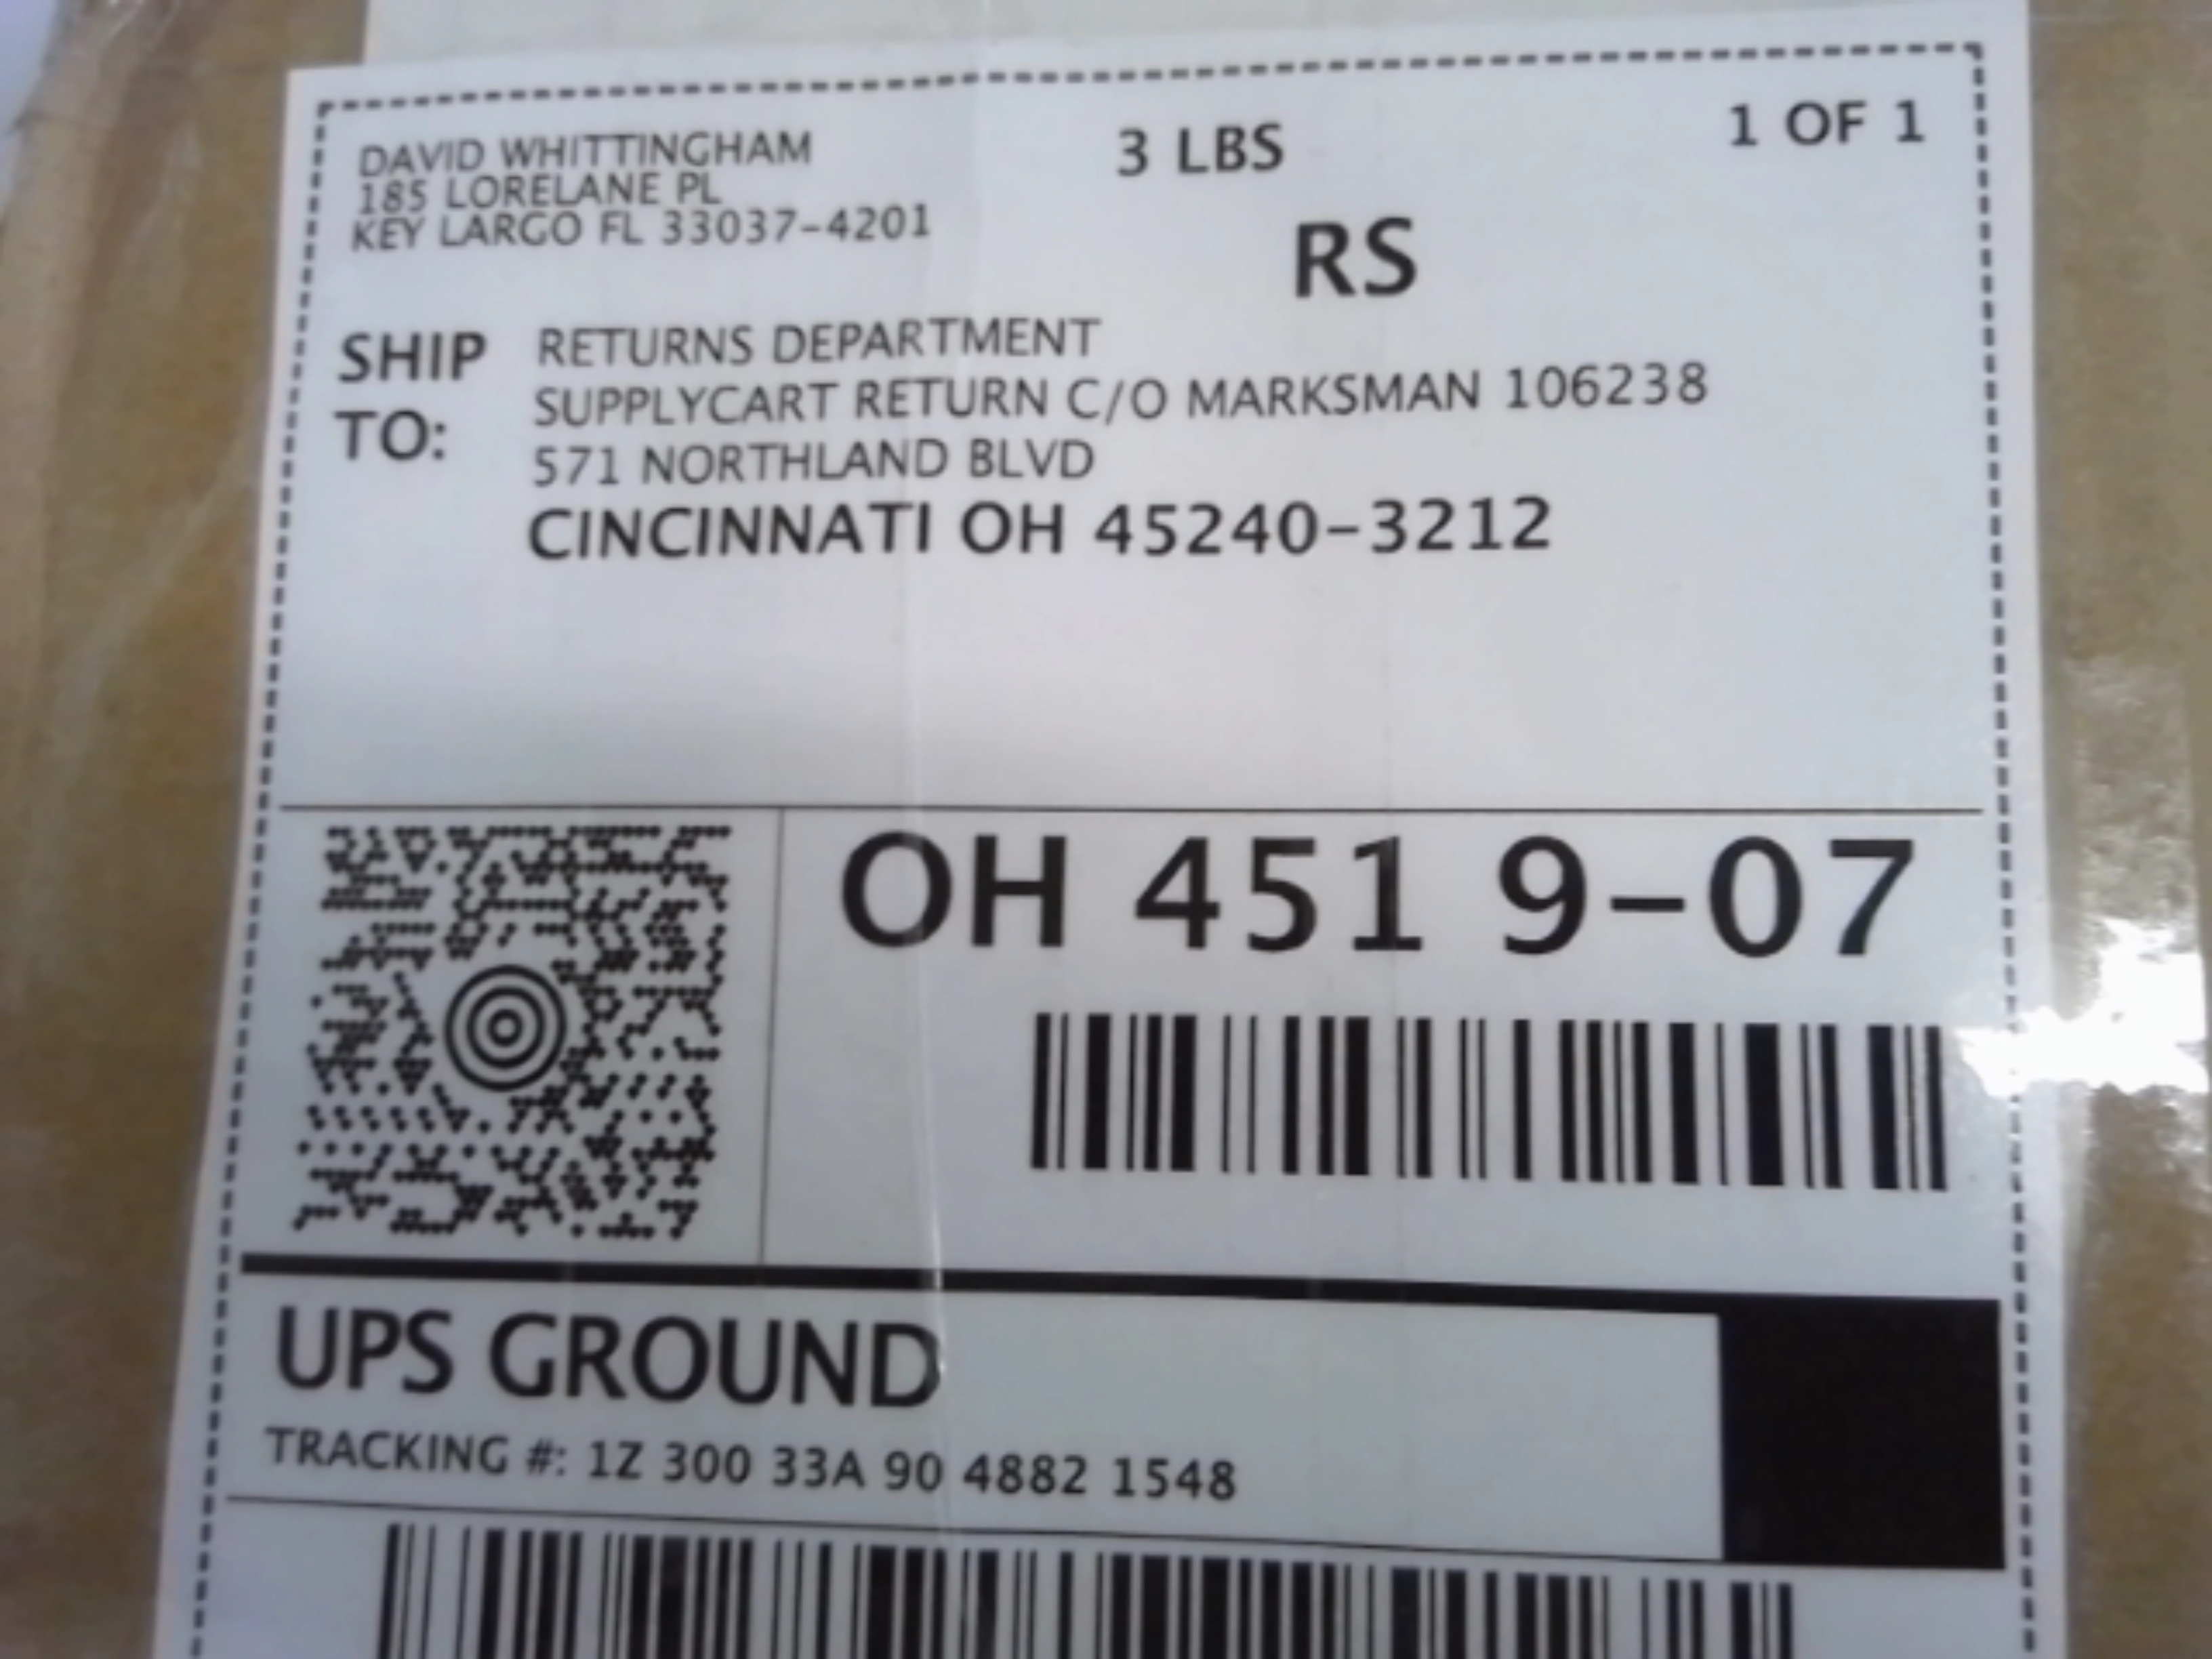 DAVID WHITTINGHAM
185 LORELANE PL
KEY LARGO FL 33037-4201
3 LBS
1 OF 1
RS
SHIP TO:
RETURNS DEPARTMENT
SUPPLYCART RETURN C/O MARKSMAN 106238
571 NORTHLAND BLVD
CINCINNATI OH 45240-3212
OH 451 9-07
UPS GROUND
TRACKING #: 1Z 300 33A 90 4882 1548